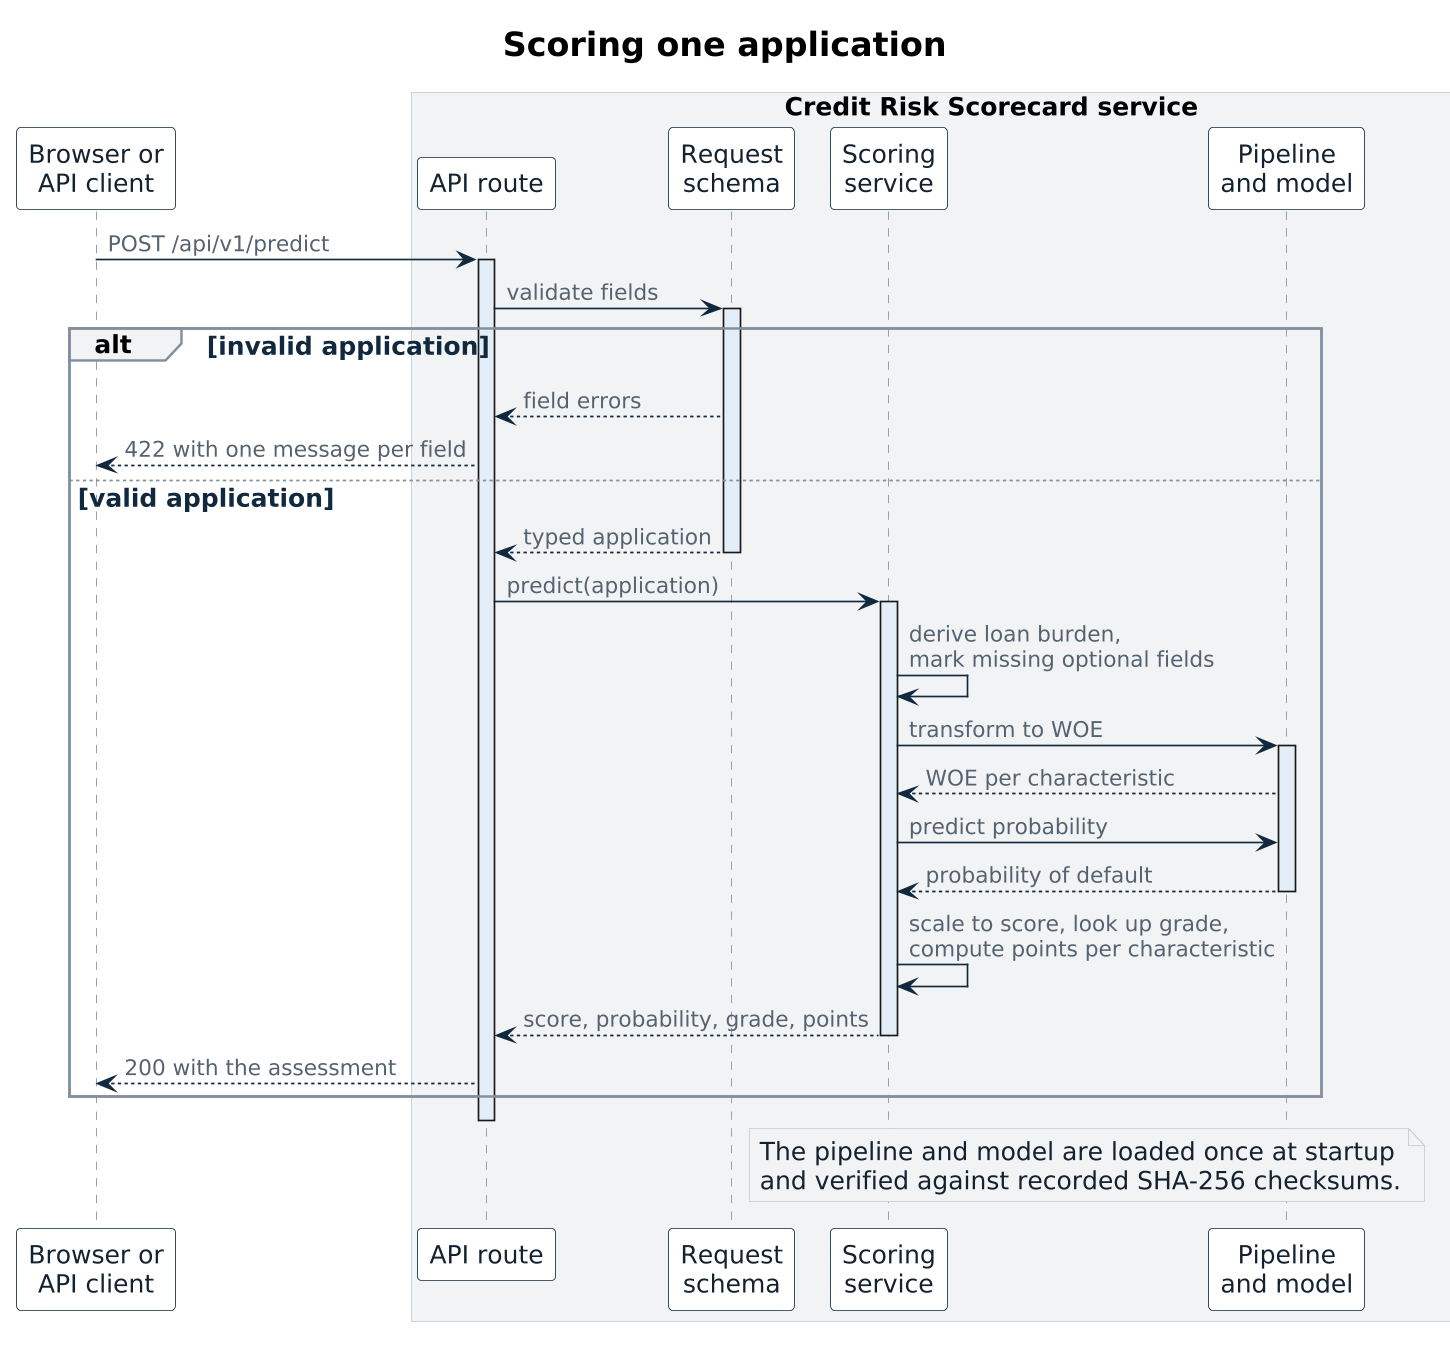 Scoring one application
Credit Risk Scorecard service
Browser or
API client
API route
Request
schema
Scoring
service
Pipeline
and model
POST /api/v1/predict
validate fields
alt
[invalid application]
field errors
422 with one message per field
[valid application]
typed application
predict(application)
derive loan burden,
mark missing optional fields
transform to WOE
WOE per characteristic
predict probability
probability of default
scale to score, look up grade,
compute points per characteristic
score, probability, grade, points
200 with the assessment
The pipeline and model are loaded once at startup
and verified against recorded SHA-256 checksums.
Browser or
API client
API route
Request
schema
Scoring
service
Pipeline
and model